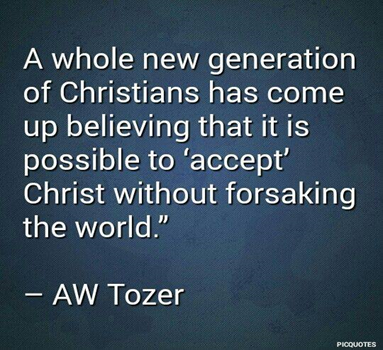 A whole new generation
of Christians has come
up believing that it is
possible to ‘accept’
Christ without forsaking
the world.”
– AW Tozer
PICQUOTES